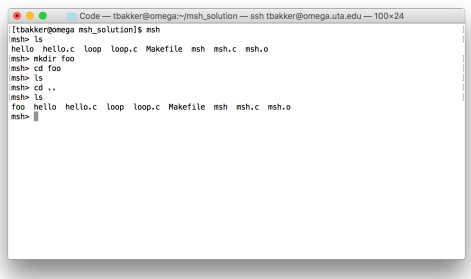 Code — tbakker@omega:~/msh_solution — ssh tbakker@omega.uta.edu — 100×24
[tbakker@omega msh_solution]$ msh
msh> ls
hello  hello.c  loop  loop.c  Makefile  msh  msh.c  msh.o
msh> mkdir foo
msh> cd foo
msh> ls
msh> cd ..
msh> ls
foo  hello  hello.c  loop  loop.c  Makefile  msh  msh.c  msh.o
msh>